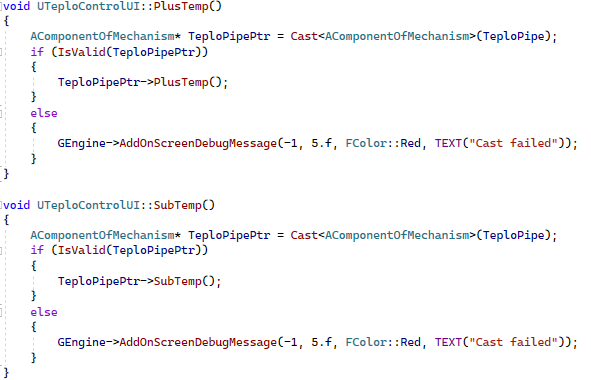 void UTeploControlUI::PlusTemp()
{
    AComponentOfMechanism* TeploPipePtr = Cast<AComponentOfMechanism>(TeploPipe);
    if (IsValid(TeploPipePtr))
    {
        TeploPipePtr->PlusTemp();
    }
    else
    {
        GEngine->AddOnScreenDebugMessage(-1, 5.f, FColor::Red, TEXT("Cast failed"));
    }
}

void UTeploControlUI::SubTemp()
{
    AComponentOfMechanism* TeploPipePtr = Cast<AComponentOfMechanism>(TeploPipe);
    if (IsValid(TeploPipePtr))
    {
        TeploPipePtr->SubTemp();
    }
    else
    {
        GEngine->AddOnScreenDebugMessage(-1, 5.f, FColor::Red, TEXT("Cast failed"));
    }
}